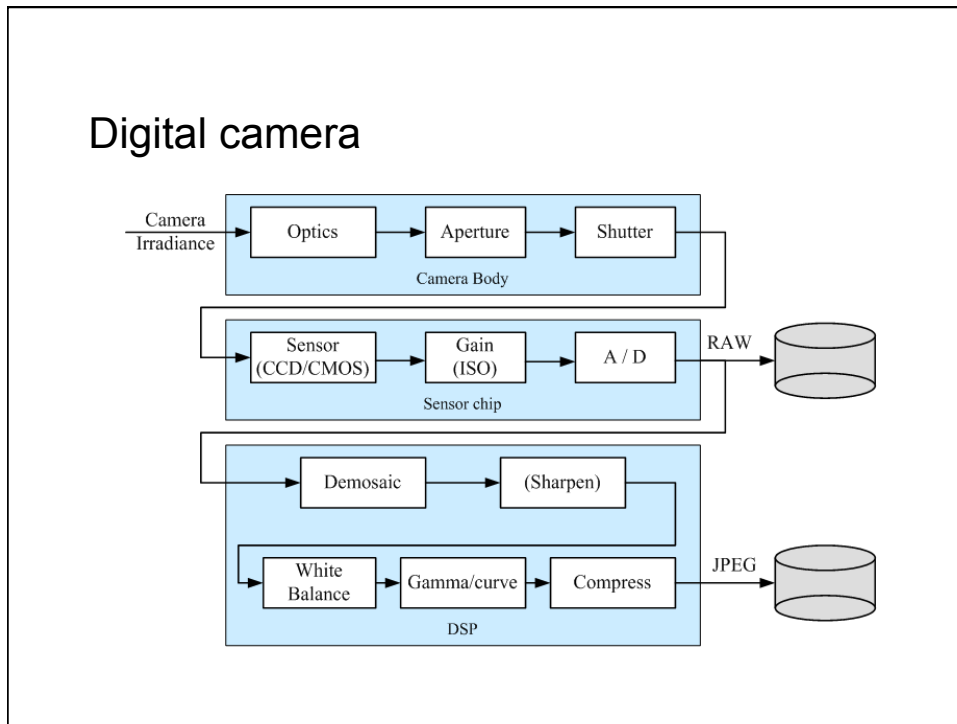 Digital camera
Camera
Irradiance
Optics
Aperture
Shutter
Camera Body
Sensor
(CCD/CMOS)
Gain
(ISO)
A / D
RAW
Sensor chip
Demosaic
(Sharpen)
White
Balance
Gamma/curve
Compress
JPEG
DSP